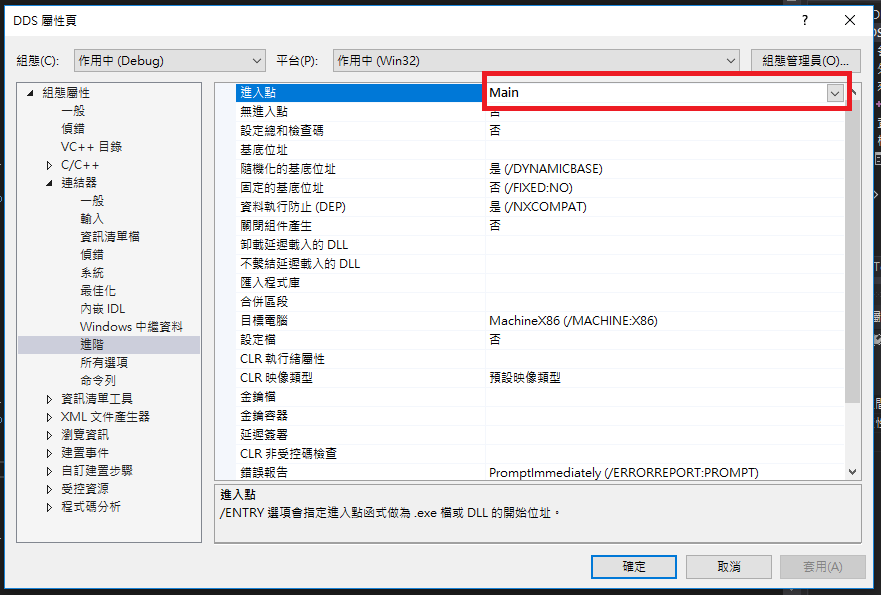 DDS 屬性頁
組態(C):
作用中 (Debug)
平台(P):
作用中 (Win32)
組態管理員(O)...
組態屬性
一般
偵錯
VC++ 目錄
C/C++
連結器
一般
輸入
資訊清單檔
偵錯
系統
最佳化
內嵌 IDL
Windows 中繼資料
進階
所有選項
命令列
資訊清單工具
XML 文件產生器
瀏覽資訊
建置事件
自訂建置步驟
受控資源
程式碼分析
進入點 Main
無進入點 否
設定總和檢查碼 否
基底位址
隨機化的基底位址 是 (/DYNAMICBASE)
固定的基底位址 否 (/FIXED:NO)
資料執行防止 (DEP) 是 (/NXCOMPAT)
關閉組件產生 否
卸載延遲載入的 DLL
不繫結延遲載入的 DLL
匯入程式庫
合併區段
目標電腦 MachineX86 (/MACHINE:X86)
設定檔 否
CLR 執行緒屬性
CLR 映像類型 預設映像類型
金鑰檔
金鑰容器
延遲簽署
CLR 非受控碼檢查
錯誤報告 PromptImmediately (/ERRORREPORT:PROMPT)
進入點
/ENTRY 選項會指定進入點函式做為 .exe 檔或 DLL 的開始位址。
確定
取消
套用(A)